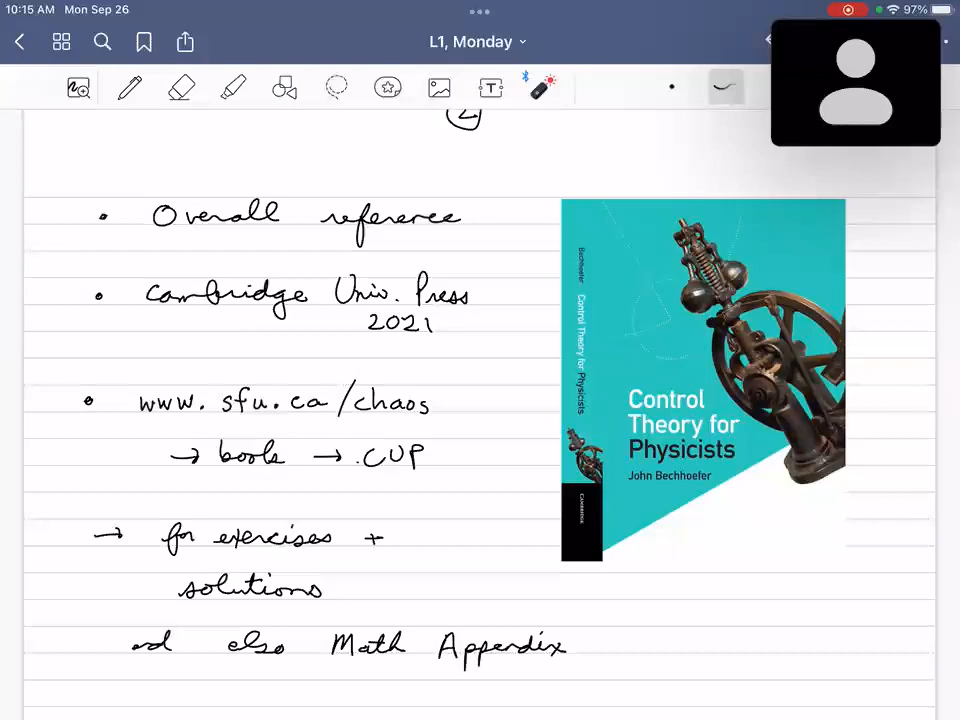 10:15 AM Mon Sep 26
97%
L1, Monday
T
2
• Overall reference
• Cambridge Univ. Press
2021
• www.sfu.ca/chaos
→ book → .CUP
→ for exercises +
solutions
and also Math Appendix
Bechhoefer
Control Theory for Physicists
CAMBRIDGE
Control
Theory for
Physicists
John Bechhoefer